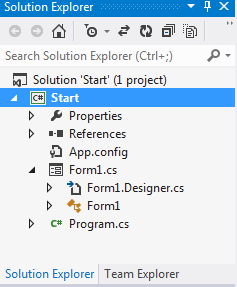 Solution Explorer
Search Solution Explorer (Ctrl+;)
Solution 'Start' (1 project)
C# Start
Properties
References
App.config
Form1.cs
Form1.Designer.cs
Form1
C# Program.cs
Solution Explorer Team Explorer